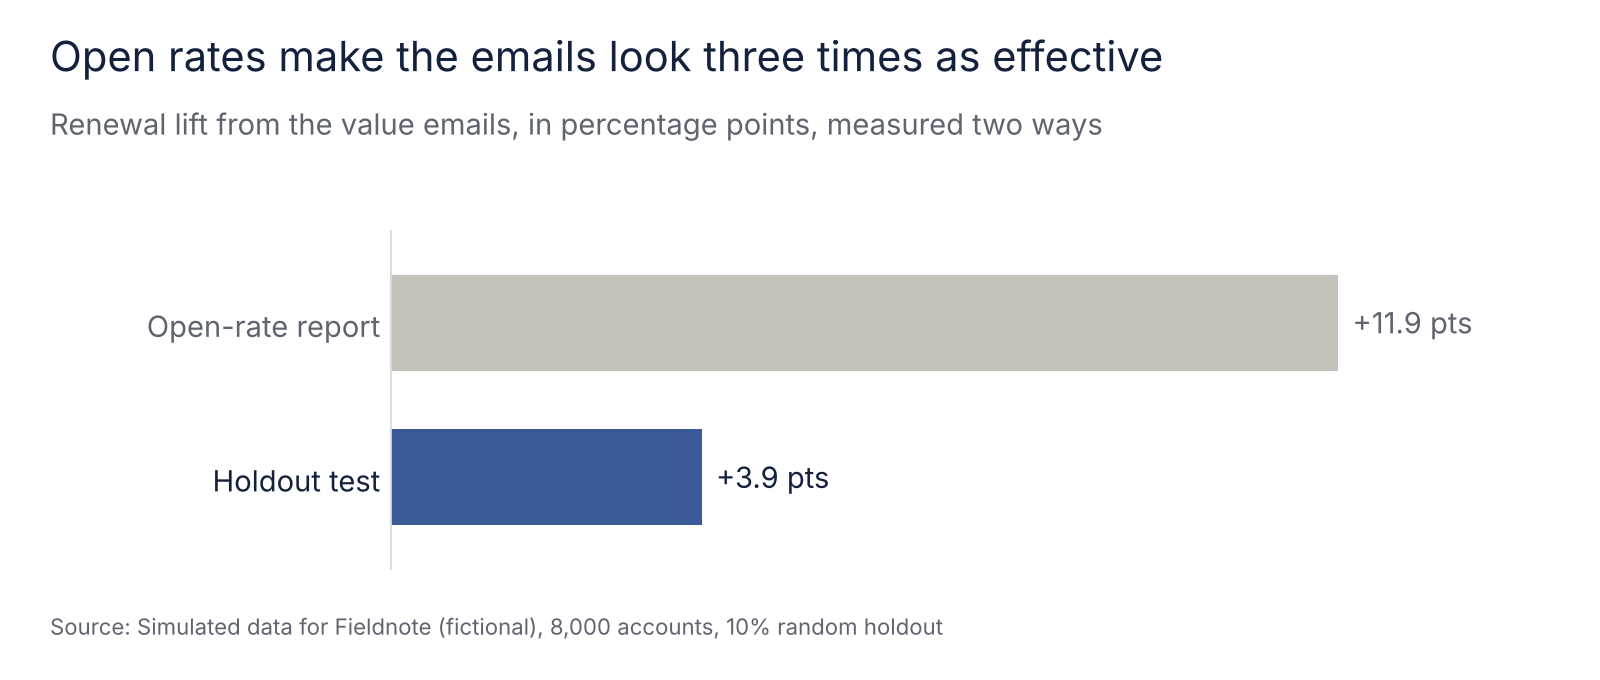 Open rates make the emails look three times as effective
Renewal lift from the value emails, in percentage points, measured two ways
Open-rate report
+11.9 pts
Holdout test
+3.9 pts
Source: Simulated data for Fieldnote (fictional), 8,000 accounts, 10% random holdout